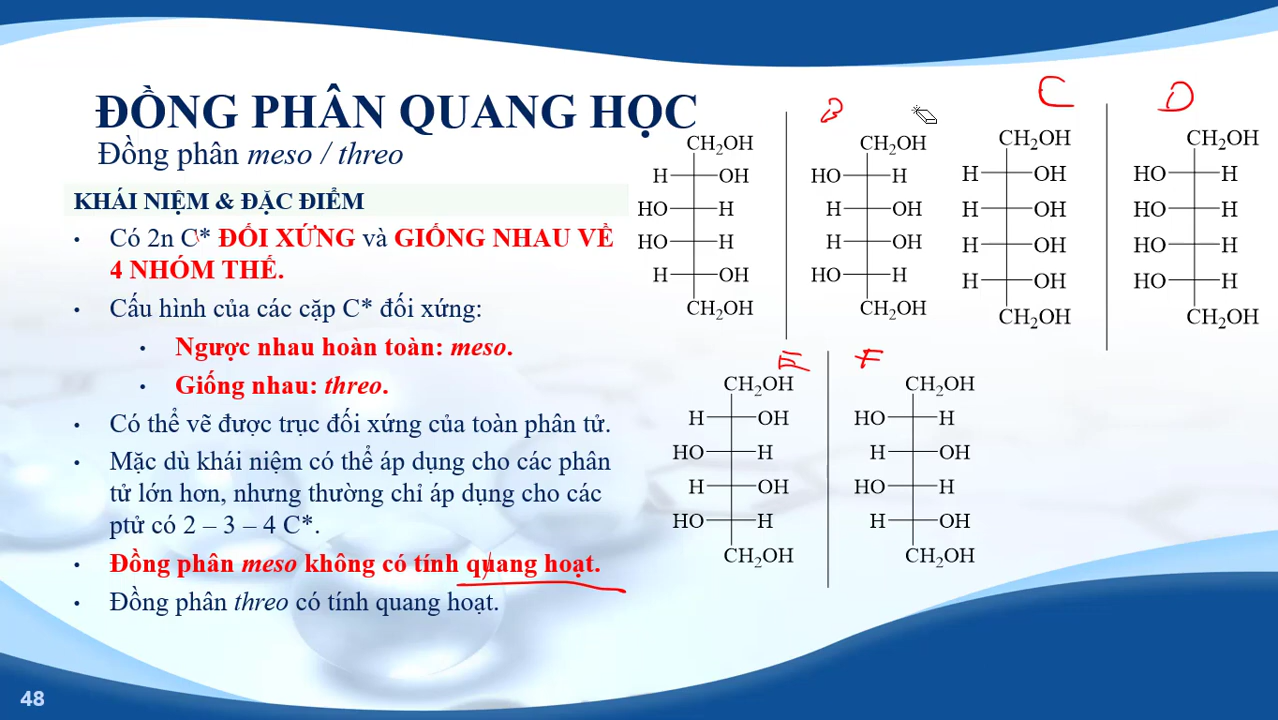 ĐỒNG PHÂN QUANG HỌC
Đồng phân meso / threo
KHÁI NIỆM & ĐẶC ĐIỂM
• Có 2n C* ĐỐI XỨNG và GIỐNG NHAU VỀ
4 NHÓM THẾ.
• Cấu hình của các cặp C* đối xứng:
• Ngược nhau hoàn toàn: meso.
• Giống nhau: threo.
• Có thể vẽ được trục đối xứng của toàn phân tử.
• Mặc dù khái niệm có thể áp dụng cho các phân
tử lớn hơn, nhưng thường chỉ áp dụng cho các
ptử có 2 – 3 – 4 C*.
• Đồng phân meso không có tính quang hoạt.
• Đồng phân threo có tính quang hoạt.
CH₂OH
H OH
HO H
HO H
H OH
CH₂OH
B
CH₂OH
HO H
H OH
H OH
HO H
CH₂OH
C
CH₂OH
H OH
H OH
H OH
H OH
CH₂OH
D
CH₂OH
HO H
HO H
HO H
HO H
CH₂OH
E
CH₂OH
H OH
HO H
H OH
HO H
CH₂OH
F
CH₂OH
HO H
H OH
HO H
H OH
CH₂OH
48